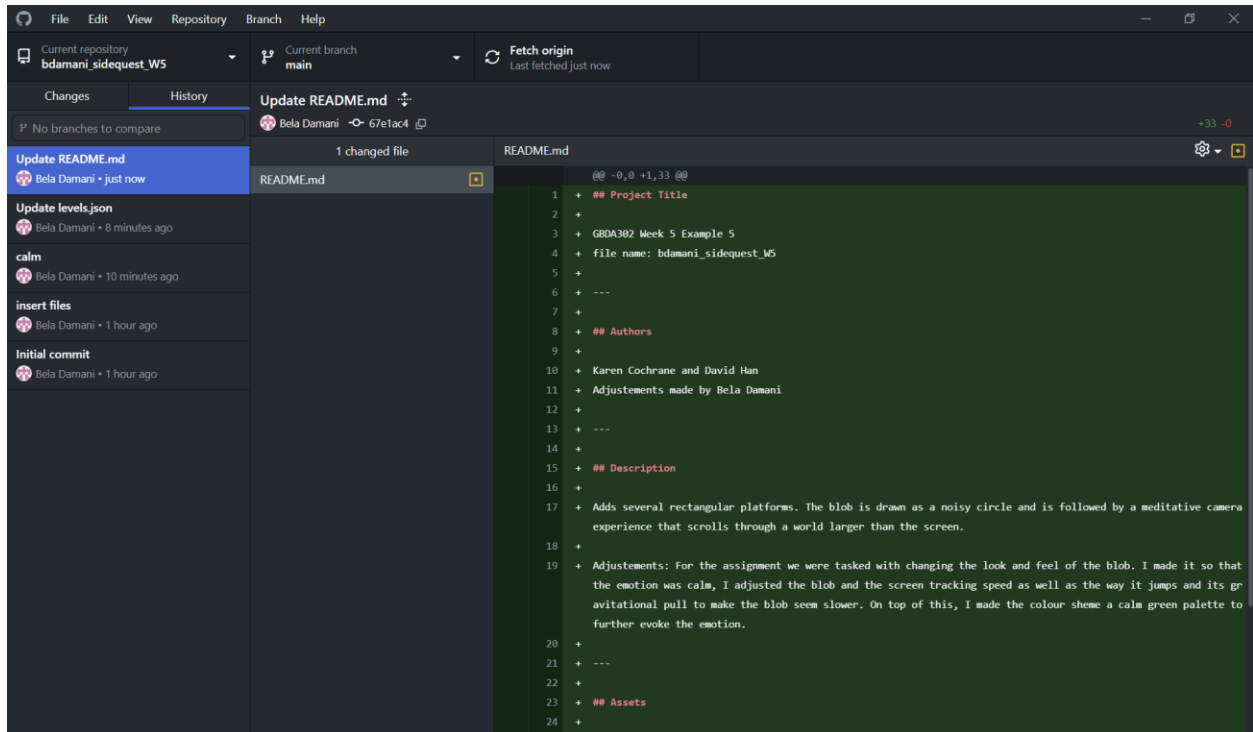 File Edit View Repository Branch Help
Current repository
bdamani_sidequest_W5
Current branch
main
Fetch origin
Last fetched just now
Changes History
No branches to compare
Update README.md
Bela Damani • just now
Update levels.json
Bela Damani • 8 minutes ago
calm
Bela Damani • 10 minutes ago
insert files
Bela Damani • 1 hour ago
Initial commit
Bela Damani • 1 hour ago
Update README.md
Bela Damani 67e1ac4
+33 -0
1 changed file
README.md
README.md
@@ -0,0 +1,33 @@
1 + ## Project Title
2 +
3 + GBDA302 Week 5 Example 5
4 + file name: bdamani_sidequest_W5
5 +
6 + ---
7 +
8 + ## Authors
9 +
10 + Karen Cochrane and David Han
11 + Adjustements made by Bela Damani
12 +
13 + ---
14 +
15 + ## Description
16 +
17 + Adds several rectangular platforms. The blob is drawn as a noisy circle and is followed by a meditative camera
experience that scrolls through a world larger than the screen.
18 +
19 + Adjustements: For the assignment we were tasked with changing the look and feel of the blob. I made it so that
the emotion was calm, I adjusted the blob and the screen tracking speed as well as the way it jumps and its gr
avitational pull to make the blob seem slower. On top of this, I made the colour sheme a calm green palette to
further evoke the emotion.
20 +
21 + ---
22 +
23 + ## Assets
24 +